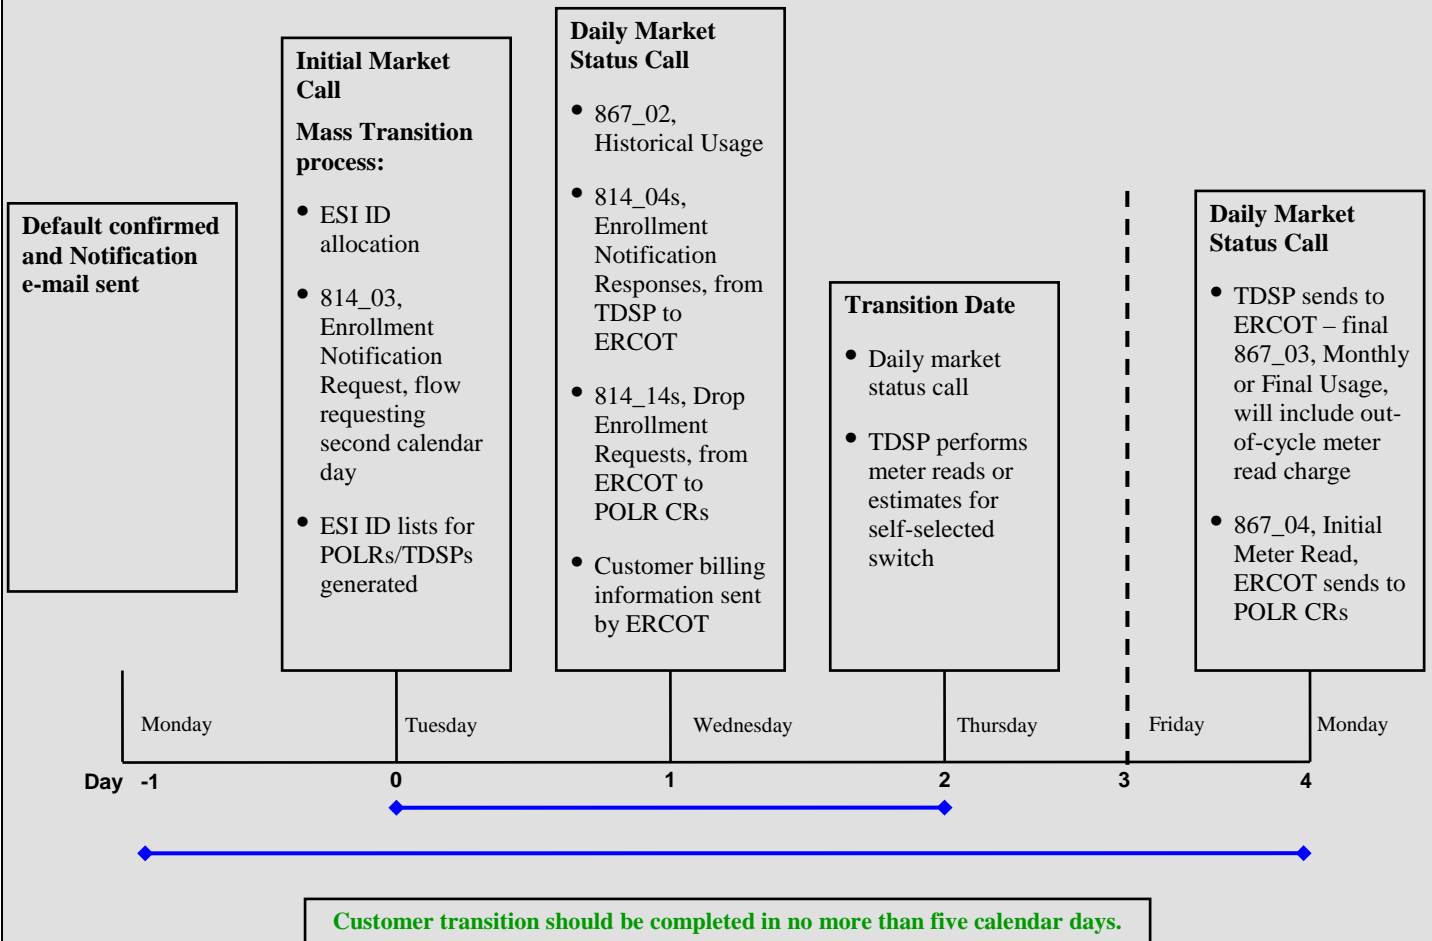 Default confirmed
and Notification
e-mail sent
Initial Market
Call
Mass Transition
process:
• ESI ID
allocation
• 814_03,
Enrollment
Notification
Request, flow
requesting
second calendar
day
• ESI ID lists for
POLRs/TDSPs
generated
Daily Market
Status Call
• 867_02,
Historical Usage
• 814_04s,
Enrollment
Notification
Responses, from
TDSP to
ERCOT
• 814_14s, Drop
Enrollment
Requests, from
ERCOT to
POLR CRs
• Customer billing
information sent
by ERCOT
Transition Date
• Daily market
status call
• TDSP performs
meter reads or
estimates for
self-selected
switch
Daily Market
Status Call
• TDSP sends to
ERCOT – final
867_03, Monthly
or Final Usage,
will include out-
of-cycle meter
read charge
• 867_04, Initial
Meter Read,
ERCOT sends to
POLR CRs
Monday Tuesday Wednesday Thursday Friday Monday
Day -1 0 1 2 3 4
Customer transition should be completed in no more than five calendar days.